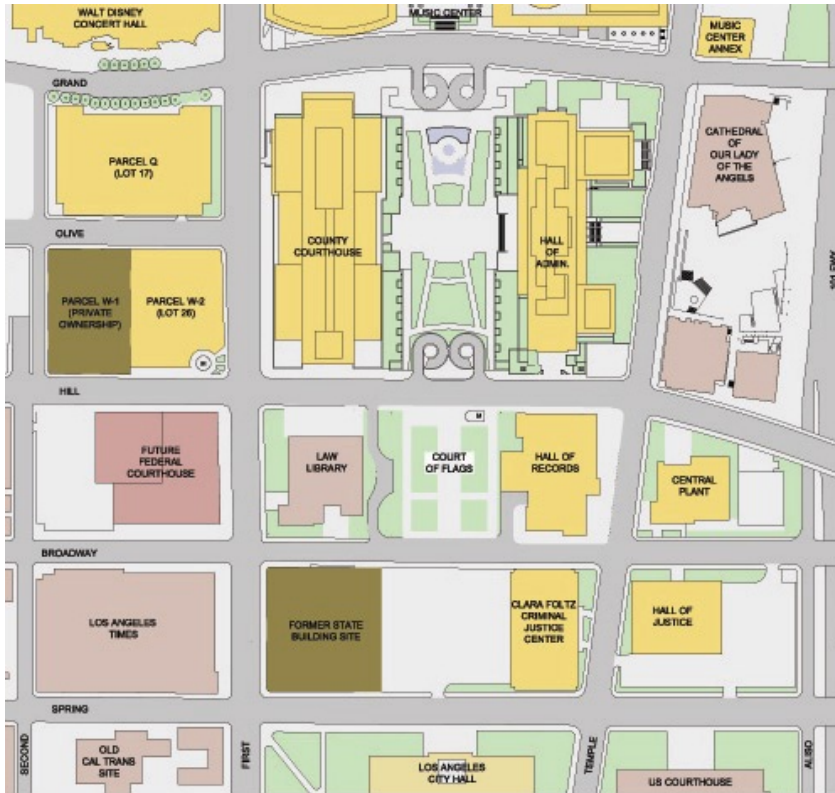 WALT DISNEY
CONCERT HALL
MUSIC CENTER
MUSIC
CENTER
ANNEX
GRAND
PARCEL Q
(LOT 17)
CATHEDRAL
OF
OUR LADY
OF THE
ANGELS
OLIVE
COUNTY
COURTHOUSE
HALL
OF
ADMIN.
PARCEL W-1
(PRIVATE
OWNERSHIP)
PARCEL W-2
(LOT 26)
101 FWY
HILL
FUTURE
FEDERAL
COURTHOUSE
LAW
LIBRARY
COURT
OF FLAGS
M
HALL OF
RECORDS
CENTRAL
PLANT
BROADWAY
LOS ANGELES
TIMES
FORMER STATE
BUILDING SITE
CLARA FOLTZ
CRIMINAL
JUSTICE
CENTER
HALL OF
JUSTICE
SPRING
SECOND
OLD
CAL TRANS
SITE
FIRST
LOS ANGELES
CITY HALL
TEMPLE
US COURTHOUSE
ALISO